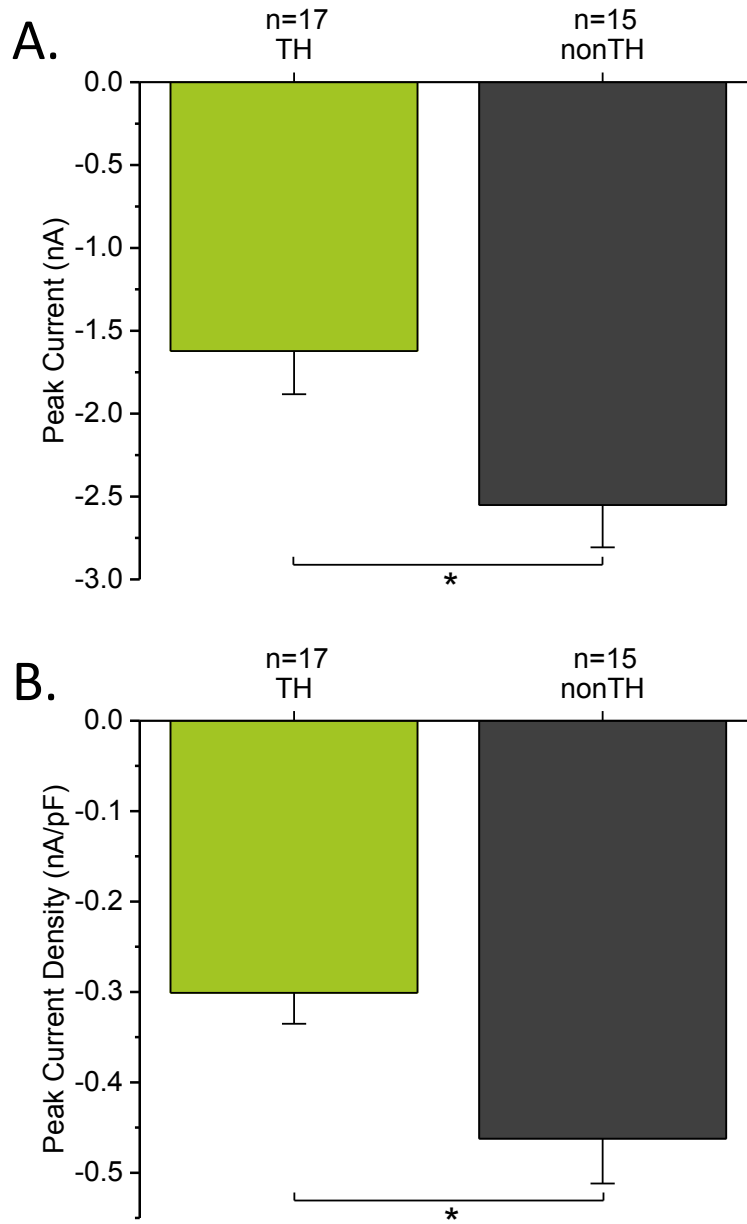 A.
n=17
TH
n=15
nonTH
Peak Current (nA)
0.0
-0.5
-1.0
-1.5
-2.0
-2.5
-3.0
*
B.
n=17
TH
n=15
nonTH
Peak Current Density (nA/pF)
0.0
-0.1
-0.2
-0.3
-0.4
-0.5
*